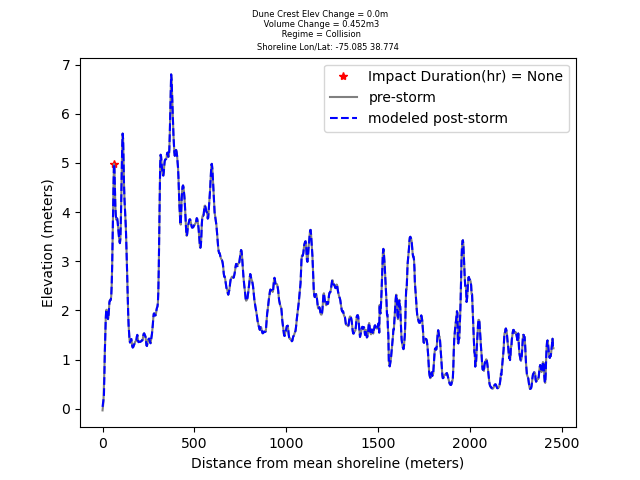 Dune Crest Elev Change = 0.0m
Volume Change = 0.452m3
Regime = Collision
Shoreline Lon/Lat: -75.085 38.774
Impact Duration(hr) = None
pre-storm
modeled post-storm
Elevation (meters)
7
6
5
4
3
2
1
0
0 500 1000 1500 2000 2500
Distance from mean shoreline (meters)